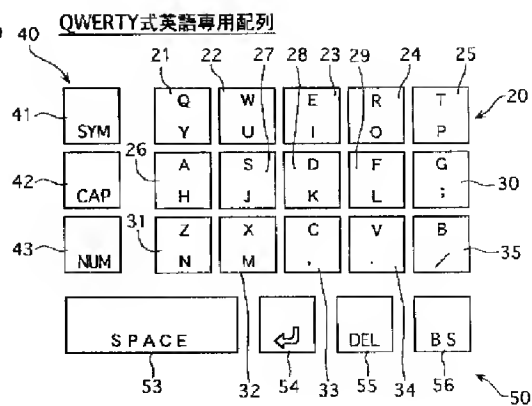 QWERTY式英語専用配列
40 21 22 27 28 23 29 24 25
41 SYM Q Y W U E I R O T P 20
42 CAP 26 A H S J D K F L G ; 30
43 NUM 31 Z N X M C , V . B / 35
SPACE DEL BS
53 32 54 33 55 34 56 50